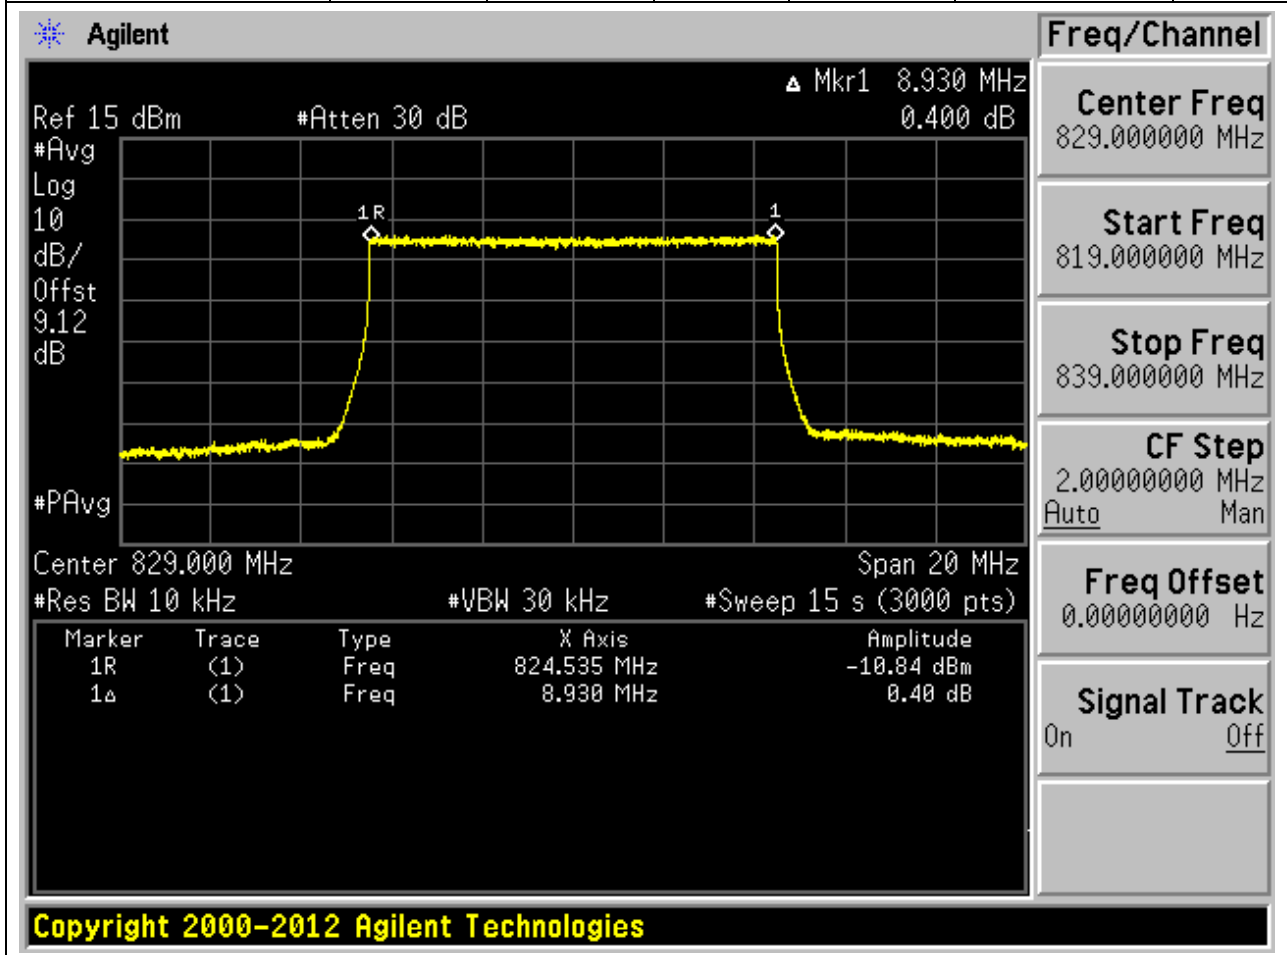 Agilent
Freq/Channel
Δ Mkr1 8.930 MHz
Ref 15 dBm #Atten 30 dB 0.400 dB
#Avg
Log
10
dB/
Offst
9.12
dB
1R
1
#PAvg
Center 829.000 MHz Span 20 MHz
#Res BW 10 kHz #VBW 30 kHz #Sweep 15 s (3000 pts)
Marker Trace Type X Axis Amplitude
1R (1) Freq 824.535 MHz -10.84 dBm
1Δ (1) Freq 8.930 MHz 0.40 dB
Center Freq
829.000000 MHz
Start Freq
819.000000 MHz
Stop Freq
839.000000 MHz
CF Step
2.00000000 MHz
Auto Man
Freq Offset
0.00000000 Hz
Signal Track
On Off
Copyright 2000-2012 Agilent Technologies